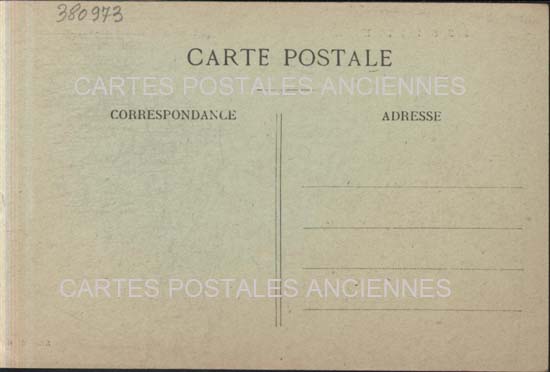 380973
CARTE POSTALE
CARTES POSTALES ANCIENNES
CORRESPONDANCE
ADRESSE
CARTES POSTALES ANCIENNES